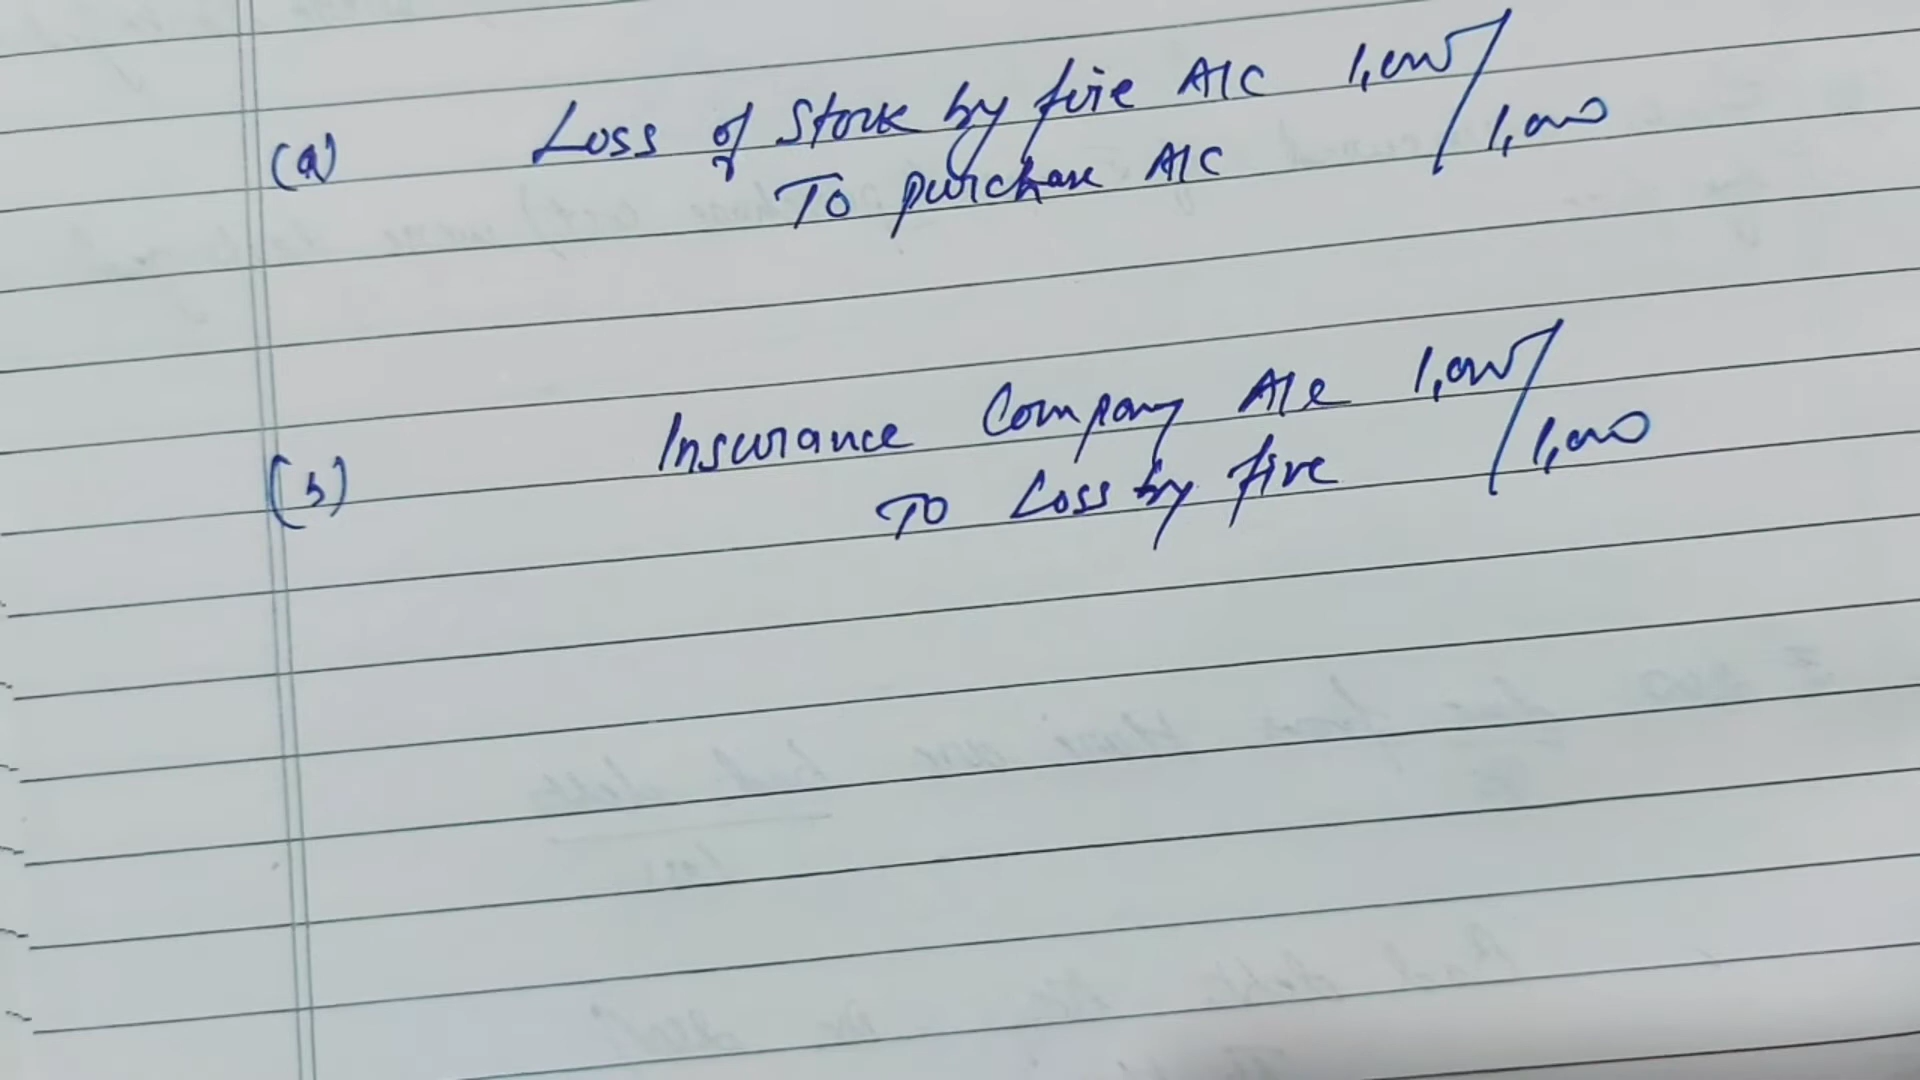 (a) Loss of Stock by fire A/C 1,000
To purchase A/C 1,000
(b) Insurance Company A/c 1,000
To Loss by fire 1,000